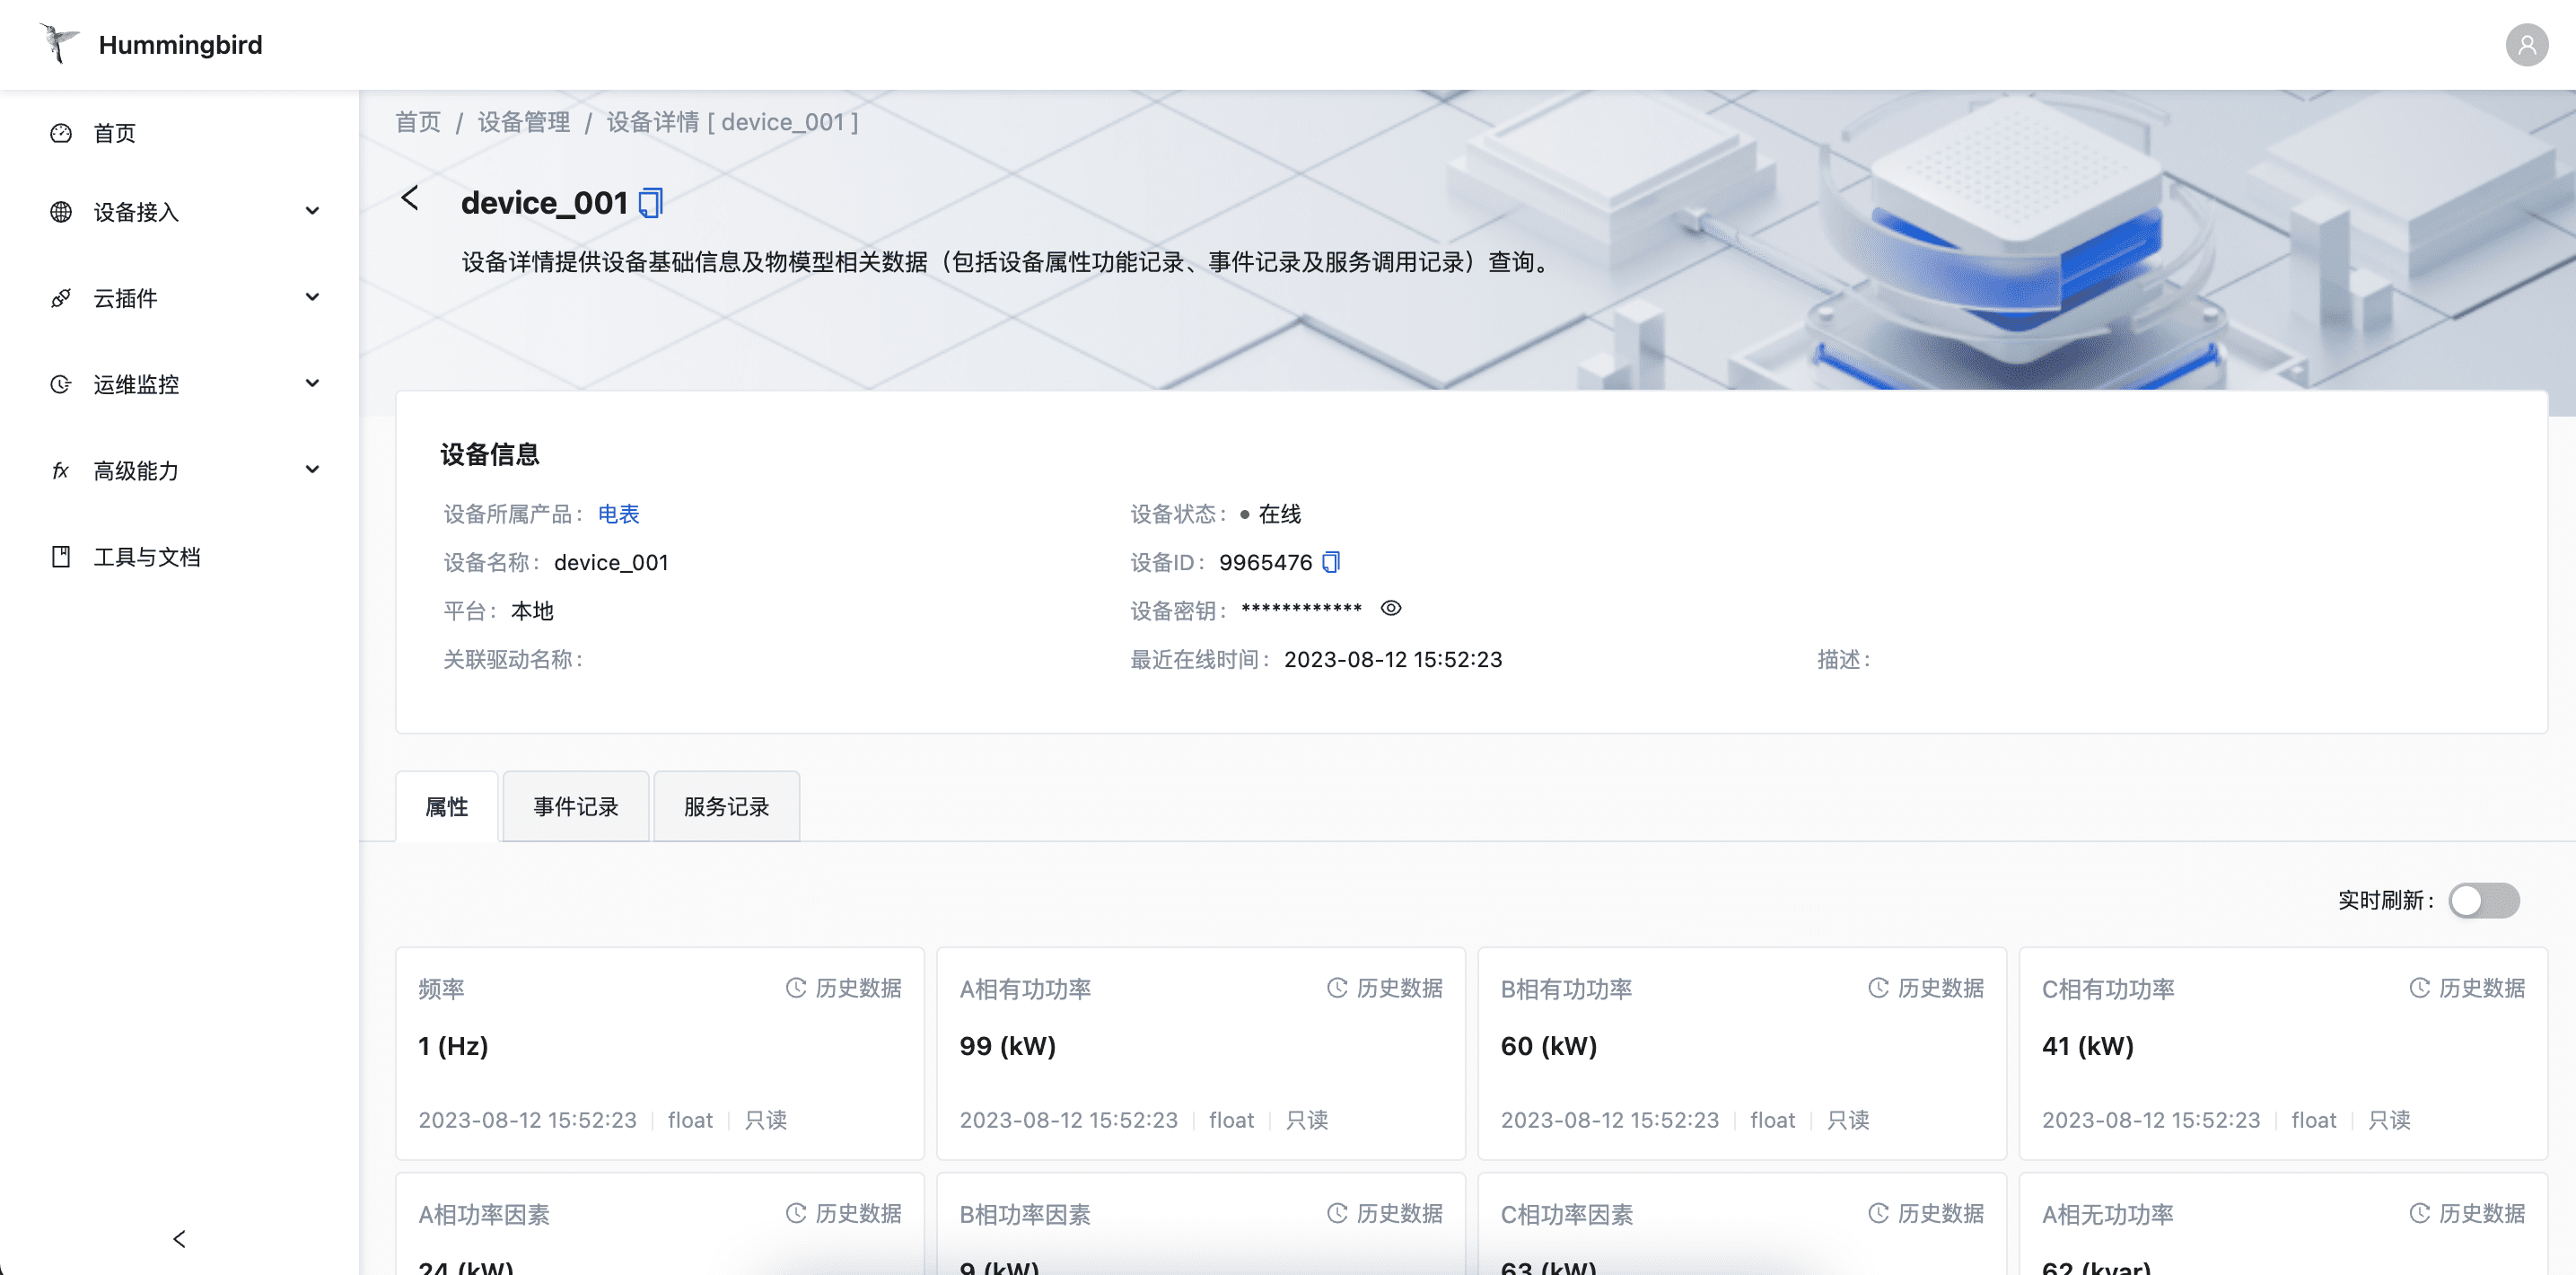 Hummingbird
首页
设备接入
云插件
运维监控
fx 高级能力
工具与文档
首页 / 设备管理 / 设备详情 [ device_001 ]
device_001
设备详情提供设备基础信息及物模型相关数据（包括设备属性功能记录、事件记录及服务调用记录）查询。
设备信息
设备所属产品： 电表
设备状态： 在线
设备名称： device_001
设备ID： 9965476
平台： 本地
设备密钥： ************
关联驱动名称：
最近在线时间： 2023-08-12 15:52:23
描述：
属性 事件记录 服务记录
实时刷新：
频率 历史数据
1 (Hz)
2023-08-12 15:52:23 float 只读
A相有功功率 历史数据
99 (kW)
2023-08-12 15:52:23 float 只读
B相有功功率 历史数据
60 (kW)
2023-08-12 15:52:23 float 只读
C相有功功率 历史数据
41 (kW)
2023-08-12 15:52:23 float 只读
A相功率因素 历史数据
24 (kW)
B相功率因素 历史数据
9 (kW)
C相功率因素 历史数据
63 (kW)
A相无功功率 历史数据
62 (kvar)